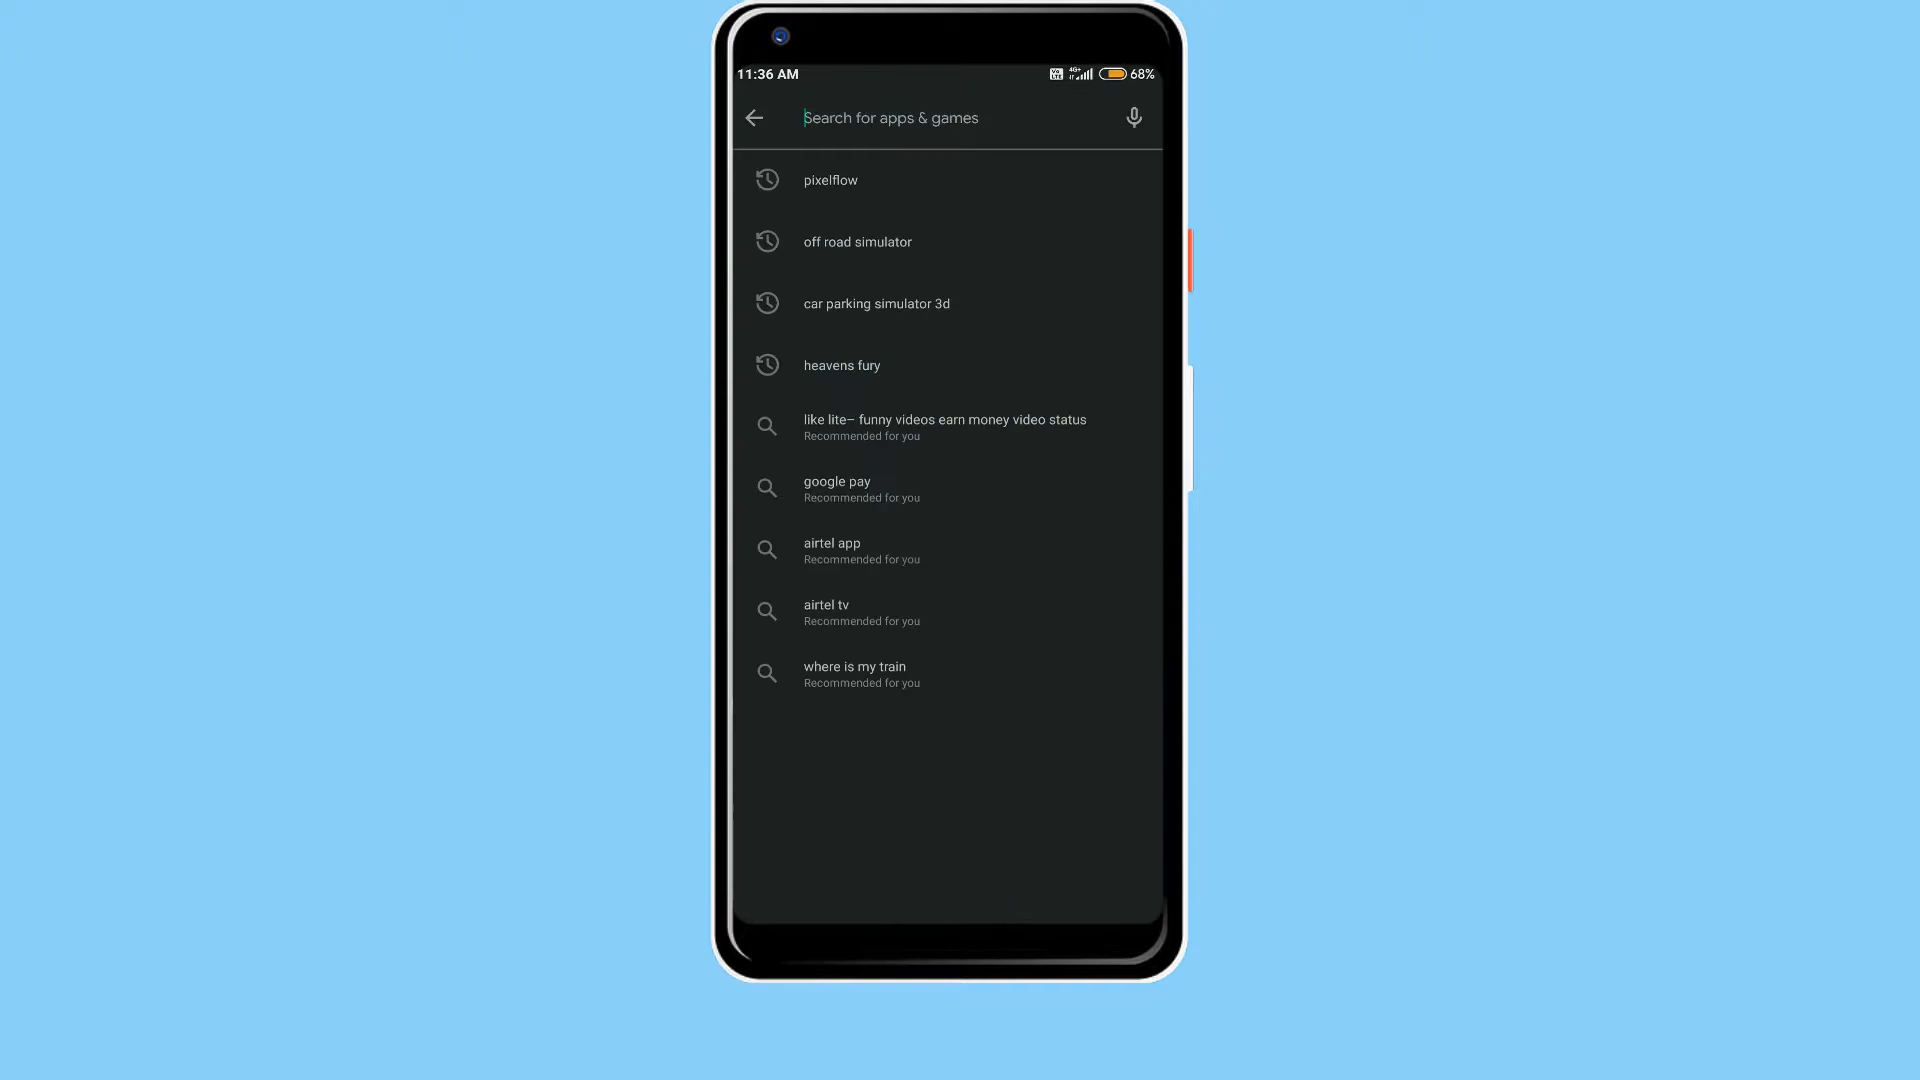 11:36 AM
68%
Search for apps & games
pixelflow
off road simulator
car parking simulator 3d
heavens fury
like lite– funny videos earn money video status
Recommended for you
google pay
Recommended for you
airtel app
Recommended for you
airtel tv
Recommended for you
where is my train
Recommended for you